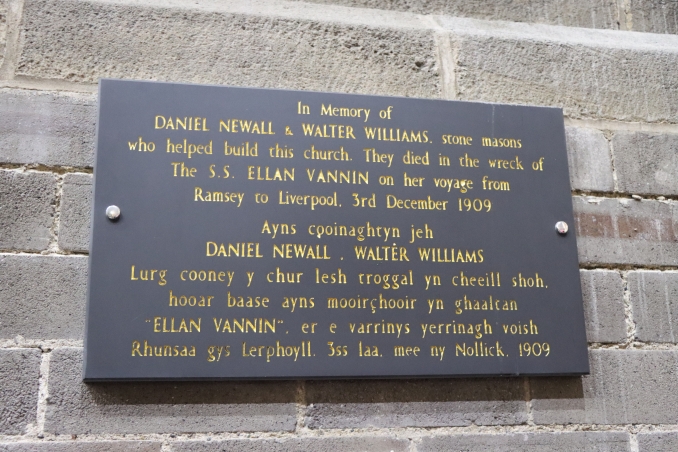 In Memory of
DANIEL NEWALL & WALTER WILLIAMS, stone masons
who helped build this church. They died in the wreck of
The S.S. ELLAN VANNIN on her voyage from
Ramsey to Liverpool, 3rd December 1909
Ayns cooinaghtyn jeh
DANIEL NEWALL . WALTER WILLIAMS
Lurg cooney y chur lesh troggal yn cheeill shoh,
hooar baase ayns mooirçhooir yn ghaalcan
"ELLAN VANNIN", er e varrinys yerrinagh voish
Rhunsaa gys Lerphoyll. 3ss laa, mee ny Nollick, 1909